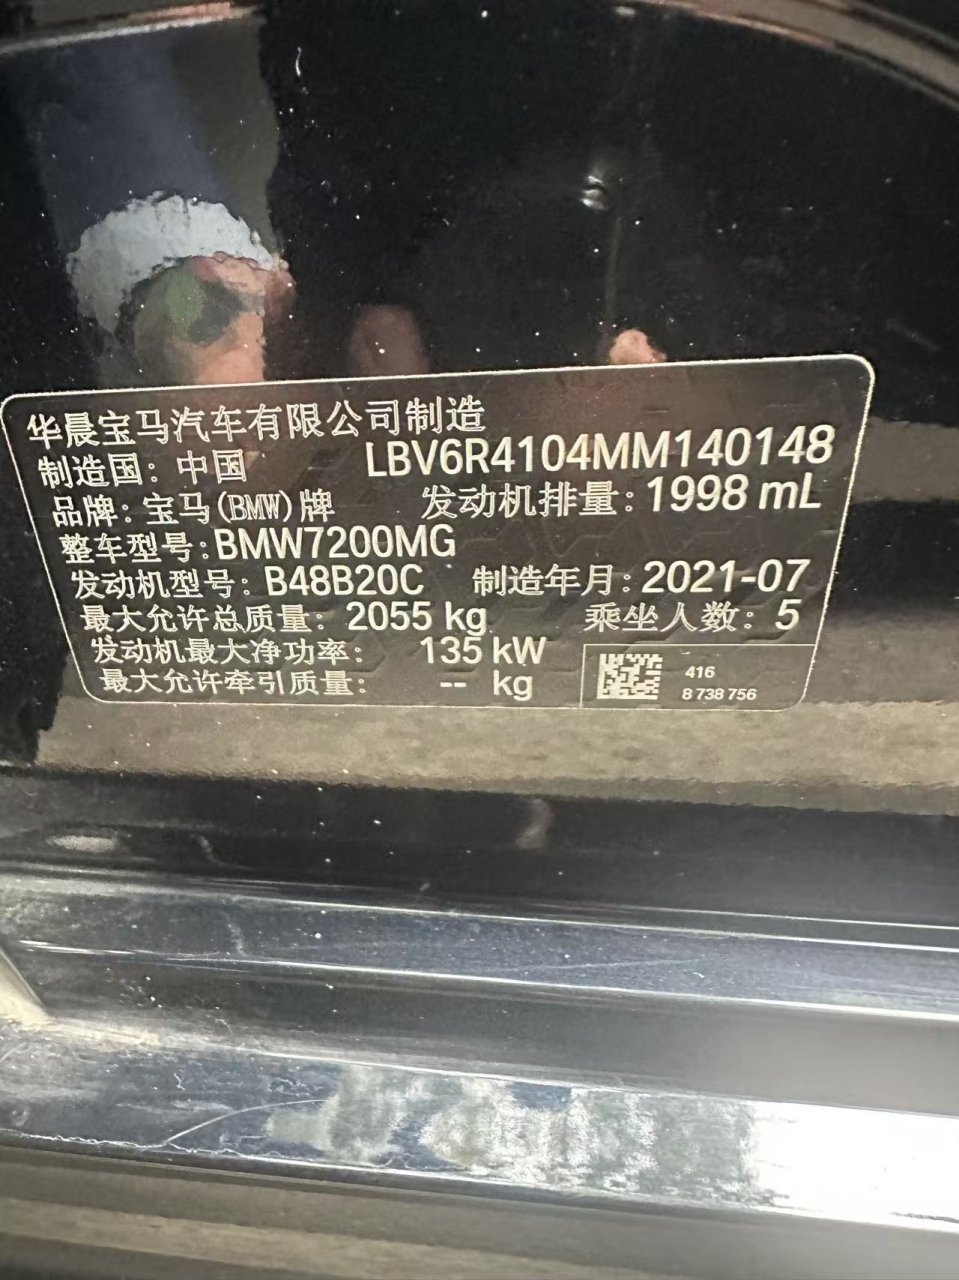 华晨宝马汽车有限公司制造
制造国：中国 LBV6R4104MM140148
品牌：宝马(BMW)牌 发动机排量：1998 mL
整车型号：BMW7200MG
发动机型号：B48B20C 制造年月：2021-07
最大允许总质量：2055 kg 乘坐人数：5
发动机最大净功率：135 kW
最大允许牵引质量：-- kg
416
8 738 756